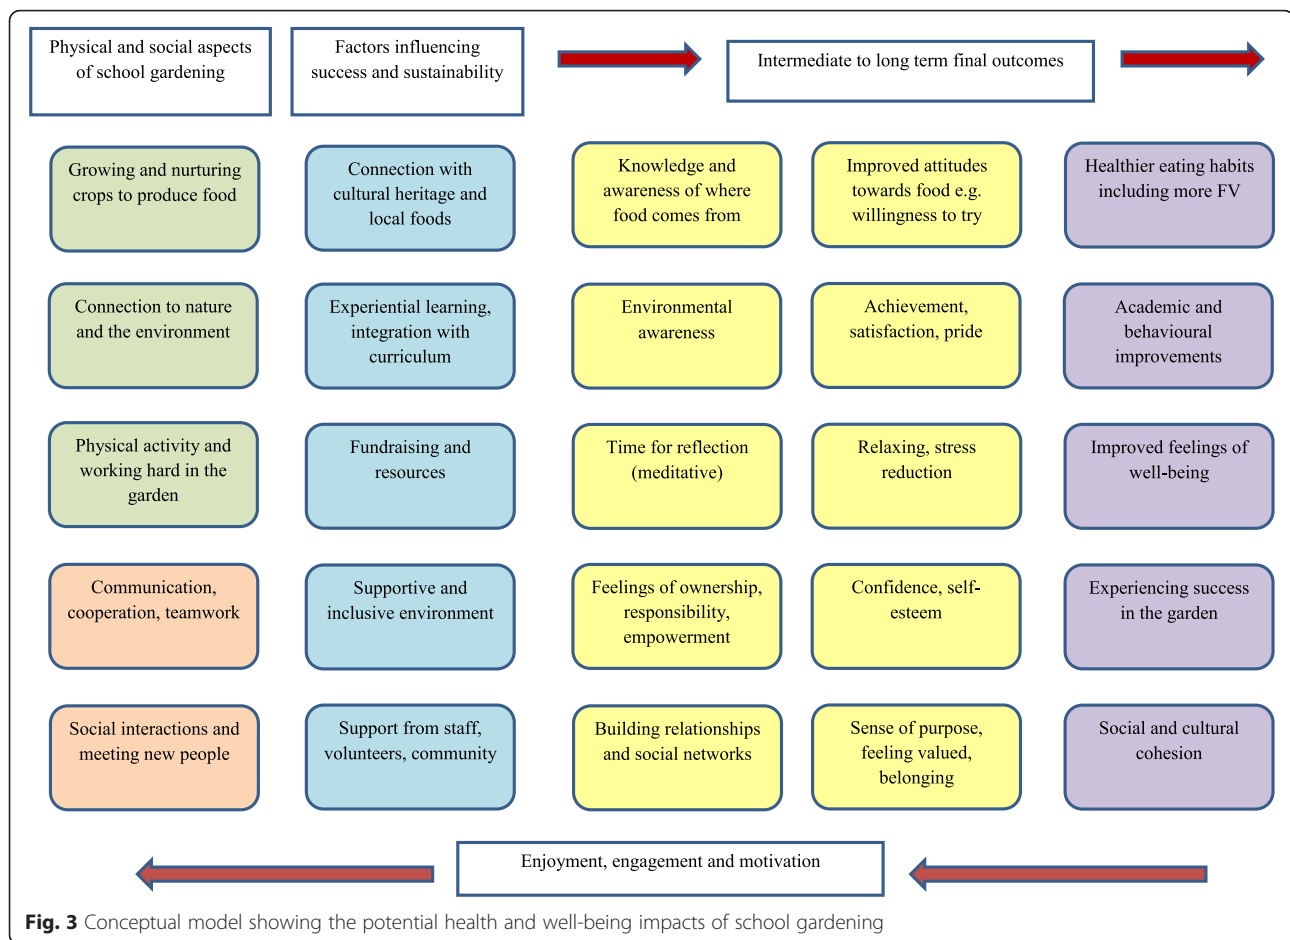 Physical and social aspects
of school gardening
Factors influencing
success and sustainability
Intermediate to long term final outcomes
Growing and nurturing
crops to produce food
Connection with
cultural heritage and
local foods
Knowledge and
awareness of where
food comes from
Improved attitudes
towards food e.g.
willingness to try
Healthier eating habits
including more FV
Connection to nature
and the environment
Experiential learning,
integration with
curriculum
Environmental
awareness
Achievement,
satisfaction, pride
Academic and
behavioural
improvements
Physical activity and
working hard in the
garden
Fundraising and
resources
Time for reflection
(meditative)
Relaxing, stress
reduction
Improved feelings of
well-being
Communication,
cooperation, teamwork
Supportive and
inclusive environment
Feelings of ownership,
responsibility,
empowerment
Confidence, self-
esteem
Experiencing success
in the garden
Social interactions and
meeting new people
Support from staff,
volunteers, community
Building relationships
and social networks
Sense of purpose,
feeling valued,
belonging
Social and cultural
cohesion
Enjoyment, engagement and motivation
Fig. 3 Conceptual model showing the potential health and well-being impacts of school gardening